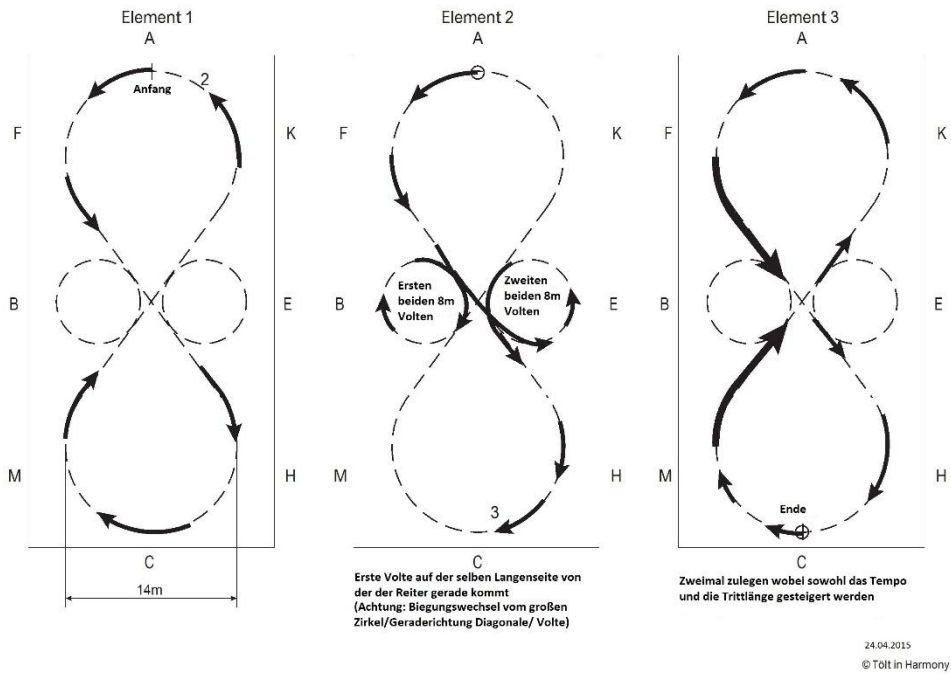 Element 1
A
Anfang
2
F
K
B
E
M
H
C
14m
Element 2
A
F
K
B
Ersten
beiden 8m
Volten
Zweiten
beiden 8m
Volten
E
M
H
3
C
Erste Volte auf der selben Langenseite von
der der Reiter gerade kommt
(Achtung: Biegungswechsel vom großen
Zirkel/Geraderichtung Diagonale/ Volte)
Element 3
A
F
K
B
E
M
H
Ende
C
Zweimal zulegen wobei sowohl das Tempo
und die Trittlänge gesteigert werden
24.04.2015
© Tölt in Harmony